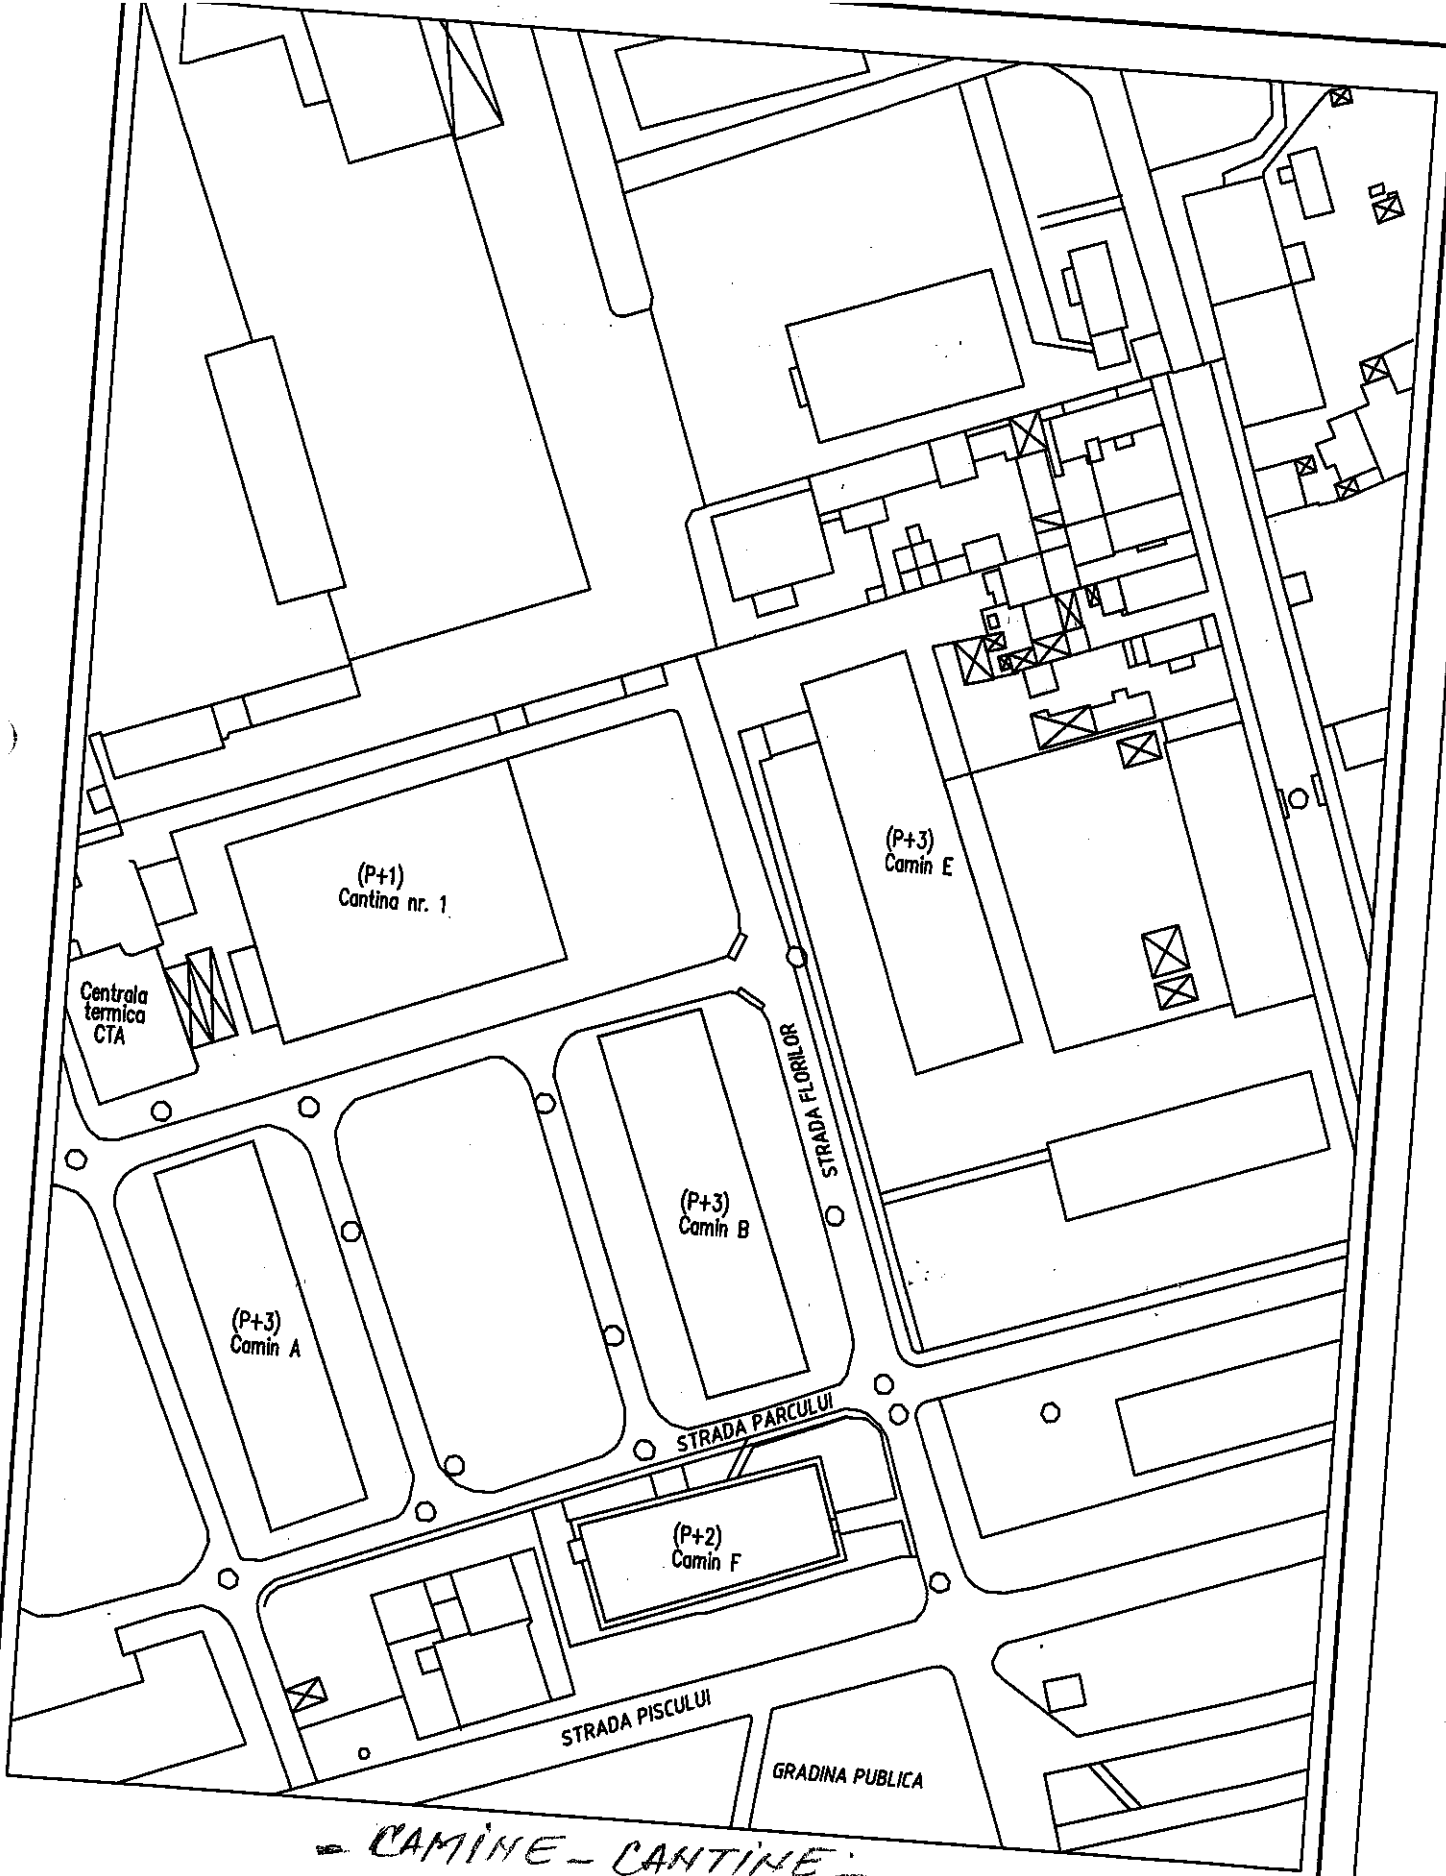 (P+3)
Camin E
(P+1)
Cantina nr. 1
Centrala
termica
CTA
STRADA FLORILOR
(P+3)
Camin B
(P+3)
Camin A
STRADA PARCULUI
(P+2)
Camin F
STRADA PISCULUI
GRADINA PUBLICA
- CAMINE - CANTINE -